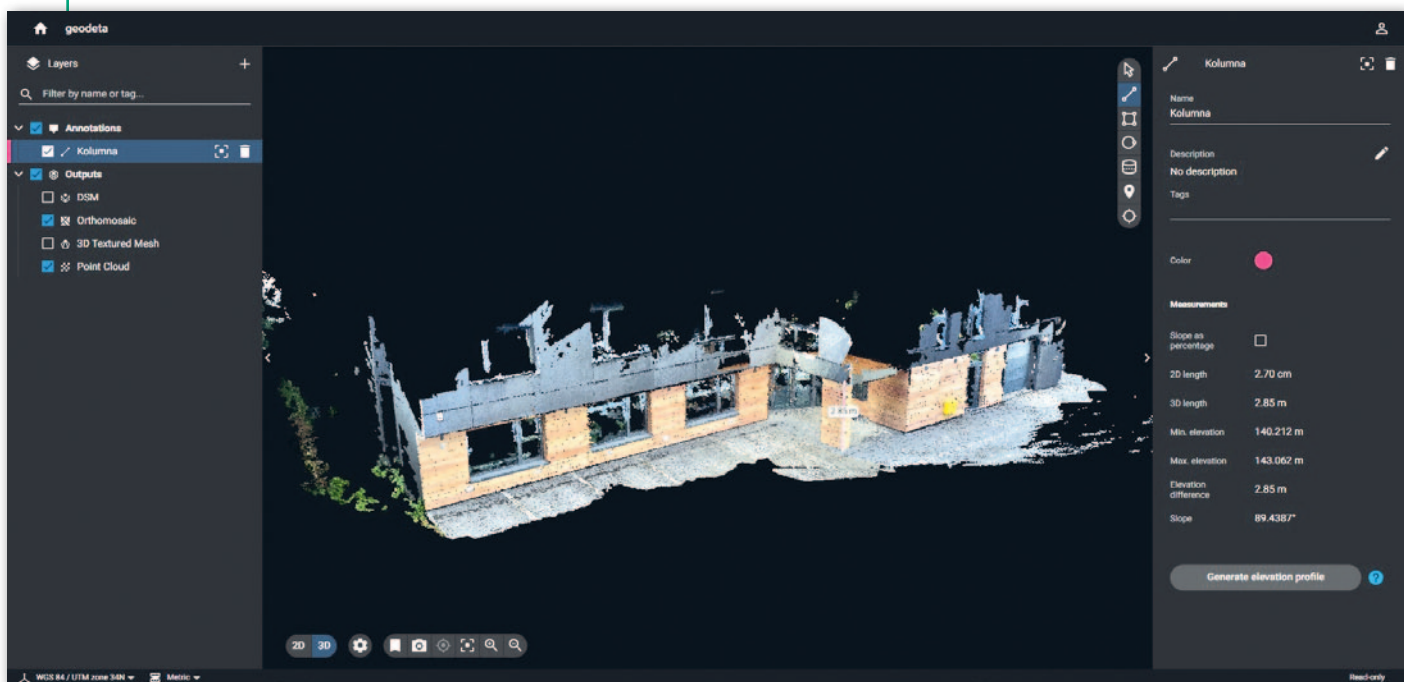 geodeta
Layers
Filter by name or tag...
Annotations
Kolumna
Outputs
DSM
Orthomosaic
3D Textured Mesh
Point Cloud
2.85 m
2D 3D
Kolumna
Name
Kolumna
Description
No description
Tags
Color
Measurements
Slope as
percentage
2D length 2.70 cm
3D length 2.85 m
Min. elevation 140.212 m
Max. elevation 143.062 m
Elevation
difference 2.85 m
Slope 89.4387°
Generate elevation profile ?
WGS 84 / UTM zone 34N Metric Read-only